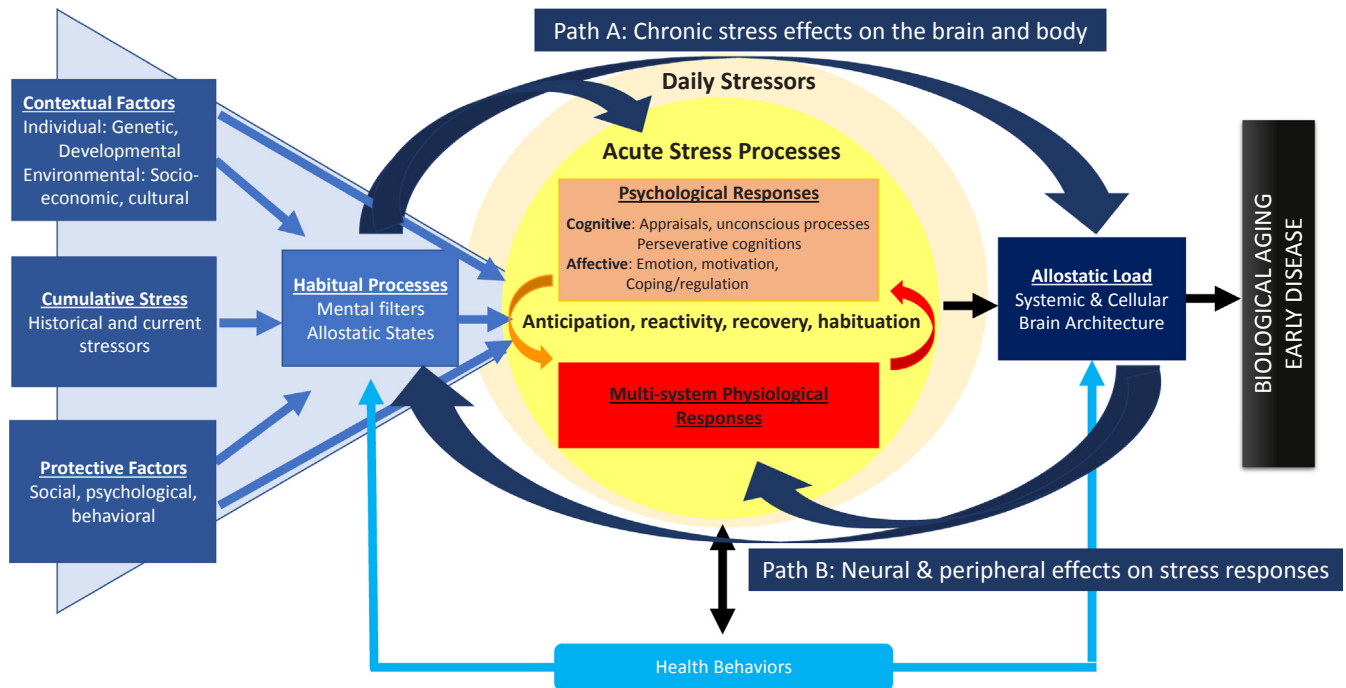 Path A: Chronic stress effects on the brain and body
Contextual Factors
Individual: Genetic,
Developmental
Environmental: Socio-
economic, cultural
Cumulative Stress
Historical and current
stressors
Protective Factors
Social, psychological,
behavioral
Habitual Processes
Mental filters
Allostatic States
Daily Stressors
Acute Stress Processes
Psychological Responses
Cognitive: Appraisals, unconscious processes
Perseverative cognitions
Affective: Emotion, motivation,
Coping/regulation
Anticipation, reactivity, recovery, habituation
Multi-system Physiological
Responses
Allostatic Load
Systemic & Cellular
Brain Architecture
BIOLOGICAL AGING
EARLY DISEASE
Path B: Neural & peripheral effects on stress responses
Health Behaviors